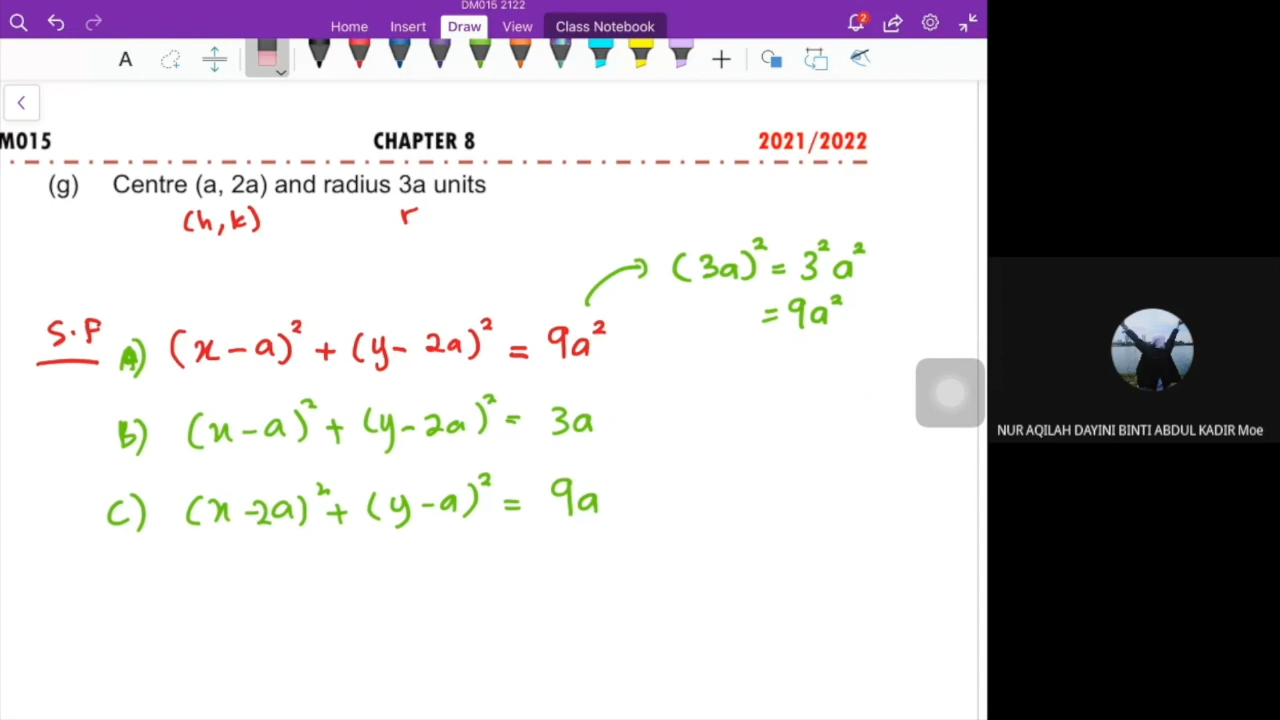 DM015 2122
Home Insert Draw View Class Notebook
2
A
M015 CHAPTER 8 2021/2022
(g) Centre (a, 2a) and radius 3a units
(h, k) r
(3a)² = 3²a²
= 9a²
S.F A) (x - a)² + (y - 2a)² = 9a²
B) (x - a)² + (y - 2a)² = 3a
C) (x - 2a)² + (y - a)² = 9a
NUR AQILAH DAYINI BINTI ABDUL KADIR Moe